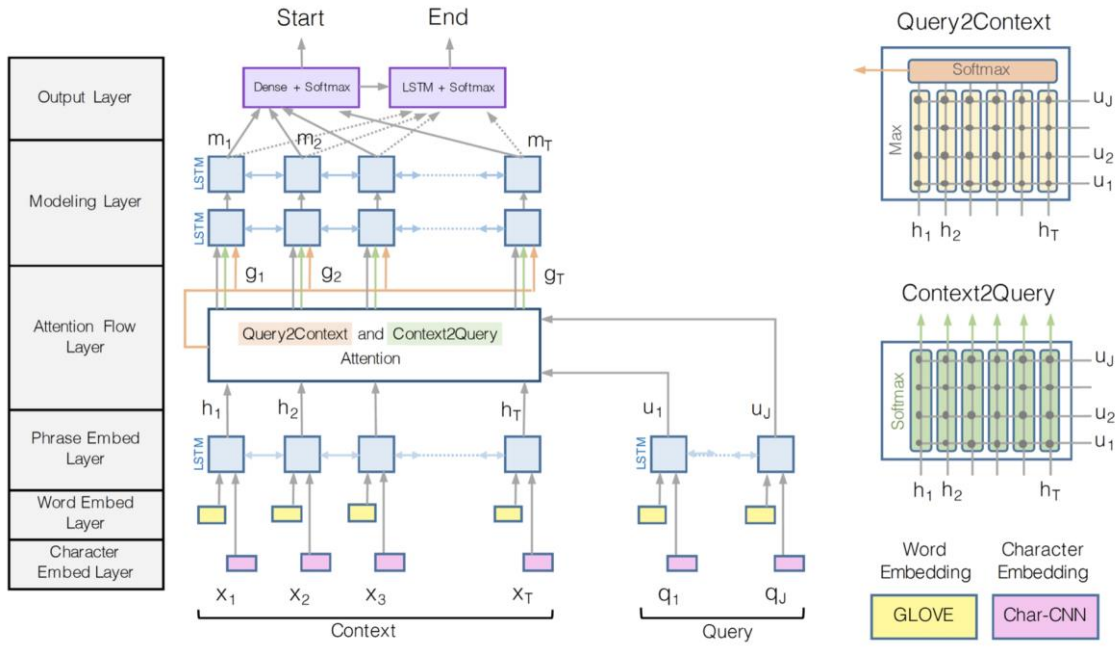 Start
End
Dense + Softmax
LSTM + Softmax
Output Layer
m1
m2
mT
LSTM
Modeling Layer
LSTM
g1
g2
gT
Attention Flow
Layer
Query2Context and Context2Query
Attention
h1
h2
hT
u1
uJ
Phrase Embed
Layer
LSTM
LSTM
Word Embed
Layer
Character
Embed Layer
x1
x2
x3
xT
q1
qJ
Context
Query
Query2Context
Softmax
Max
uJ
u2
u1
h1
h2
hT
Context2Query
Softmax
uJ
u2
u1
h1
h2
hT
Word
Embedding
Character
Embedding
GLOVE
Char-CNN